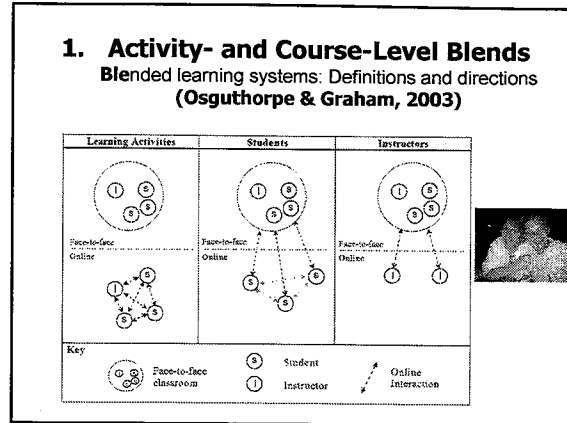 1. Activity- and Course-Level Blends
Blended learning systems: Definitions and directions
(Osguthorpe & Graham, 2003)
Learning Activities Students Instructors
I S S S
I S S S
I S S S
Face-to-face Face-to-face Face-to-face
Online Online Online
I S S S
S S S
I I
Key
I S S S
Face-to-face classroom
S Student
I Instructor
Online Interaction